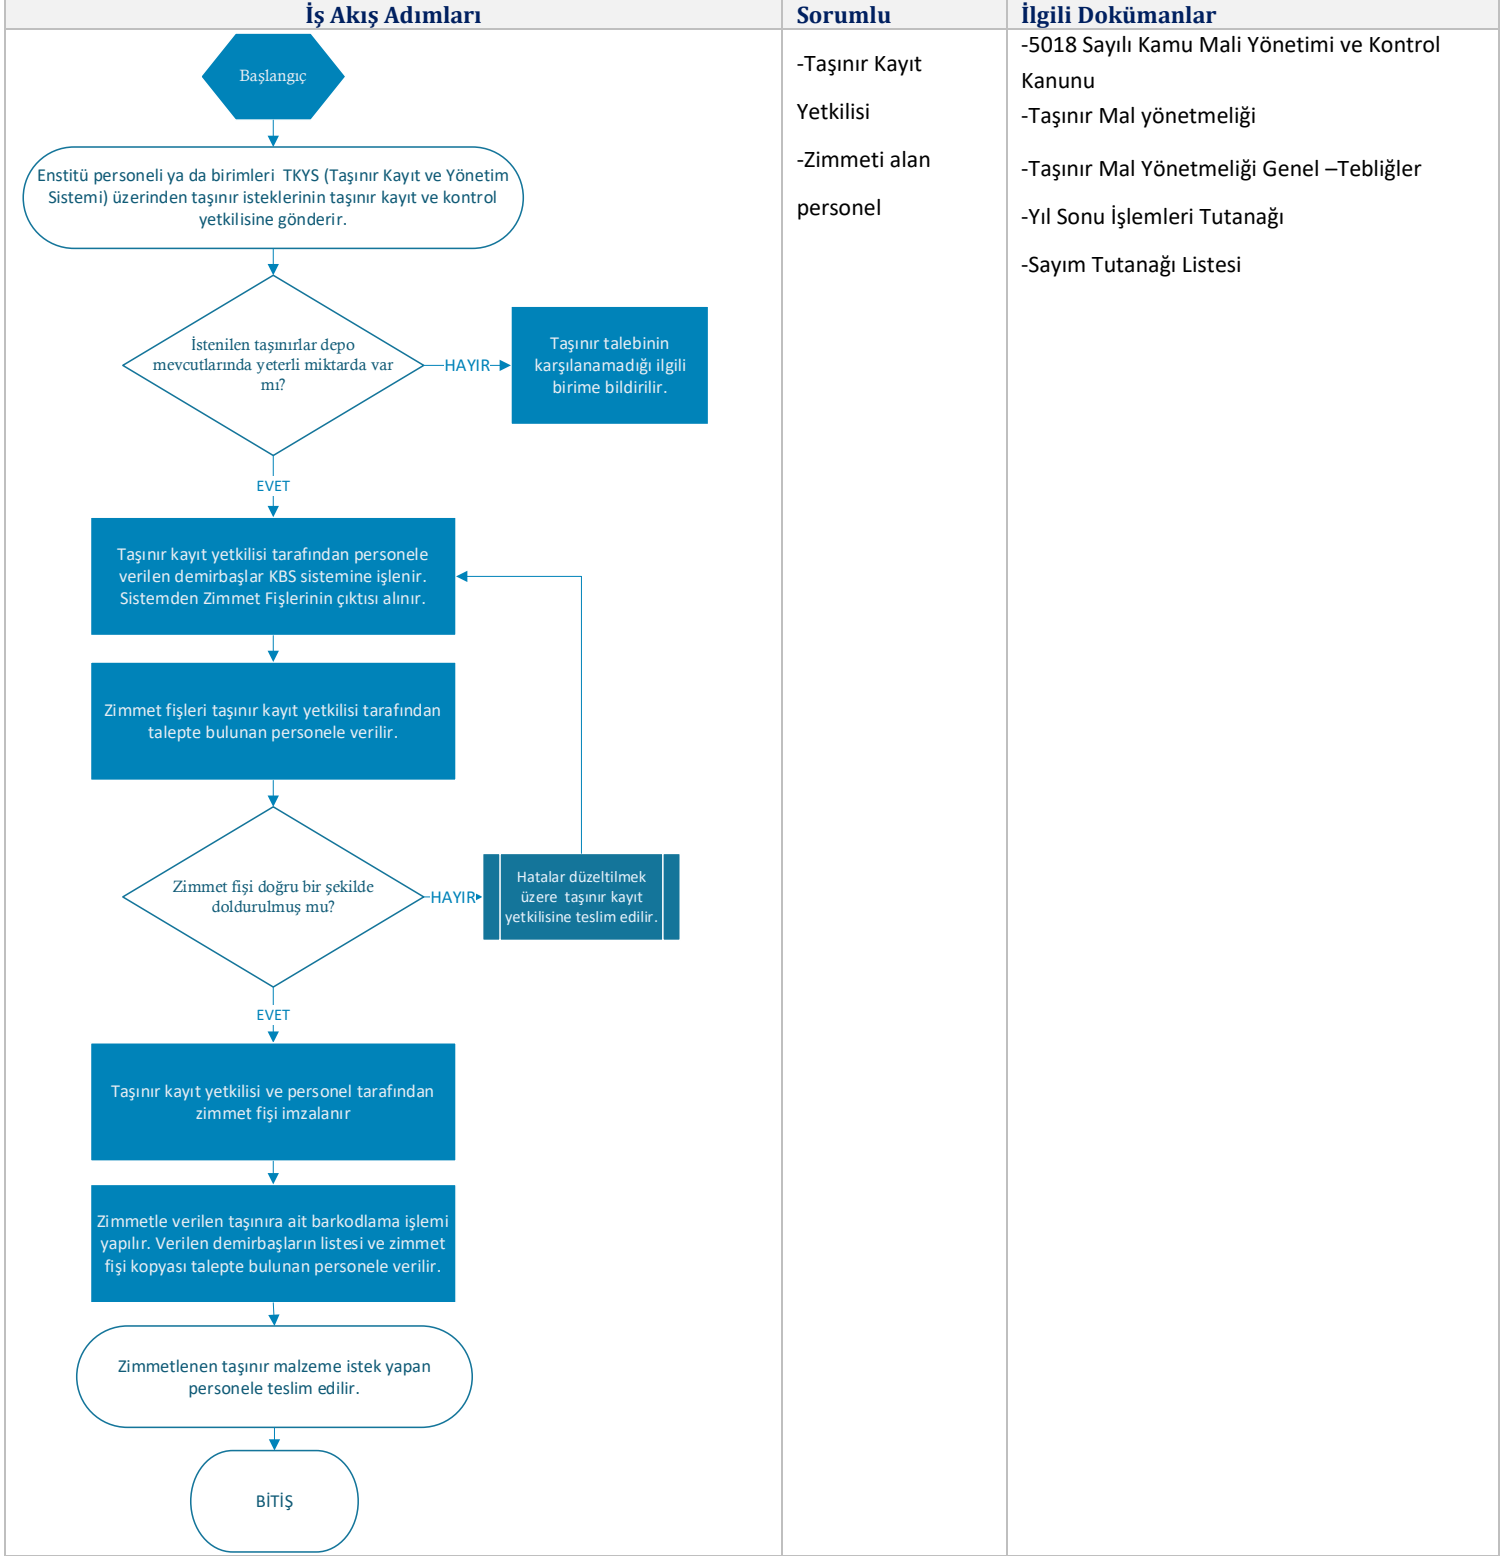 İş Akış Adımları
Sorumlu
İlgili Dokümanlar
Başlangıç
Enstitü personeli ya da birimleri TKYS (Taşınır Kayıt ve Yönetim
Sistemi) üzerinden taşınır isteklerinin taşınır kayıt ve kontrol
yetkilisine gönderir.
İstenilen taşınırlar depo
mevcutlarında yeterli miktarda var
mı?
HAYIR
Taşınır talebinin
karşılanamadığı ilgili
birime bildirilir.
EVET
Taşınır kayıt yetkilisi tarafından personele
verilen demirbaşlar KBS sistemine işlenir.
Sistemden Zimmet Fişlerinin çıktısı alınır.
Zimmet fişleri taşınır kayıt yetkilisi tarafından
talepte bulunan personele verilir.
Zimmet fişi doğru bir şekilde
doldurulmuş mu?
HAYIR
Hatalar düzeltilmek
üzere taşınır kayıt
yetkilisine teslim edilir.
EVET
Taşınır kayıt yetkilisi ve personel tarafından
zimmet fişi imzalanır
Zimmetle verilen taşınıra ait barkodlama işlemi
yapılır. Verilen demirbaşların listesi ve zimmet
fişi kopyası talepte bulunan personele verilir.
Zimmetlenen taşınır malzeme istek yapan
personele teslim edilir.
BİTİŞ
-Taşınır Kayıt
Yetkilisi
-Zimmeti alan
personel
-5018 Sayılı Kamu Mali Yönetimi ve Kontrol
Kanunu
-Taşınır Mal yönetmeliği
-Taşınır Mal Yönetmeliği Genel –Tebliğler
-Yıl Sonu İşlemleri Tutanağı
-Sayım Tutanağı Listesi